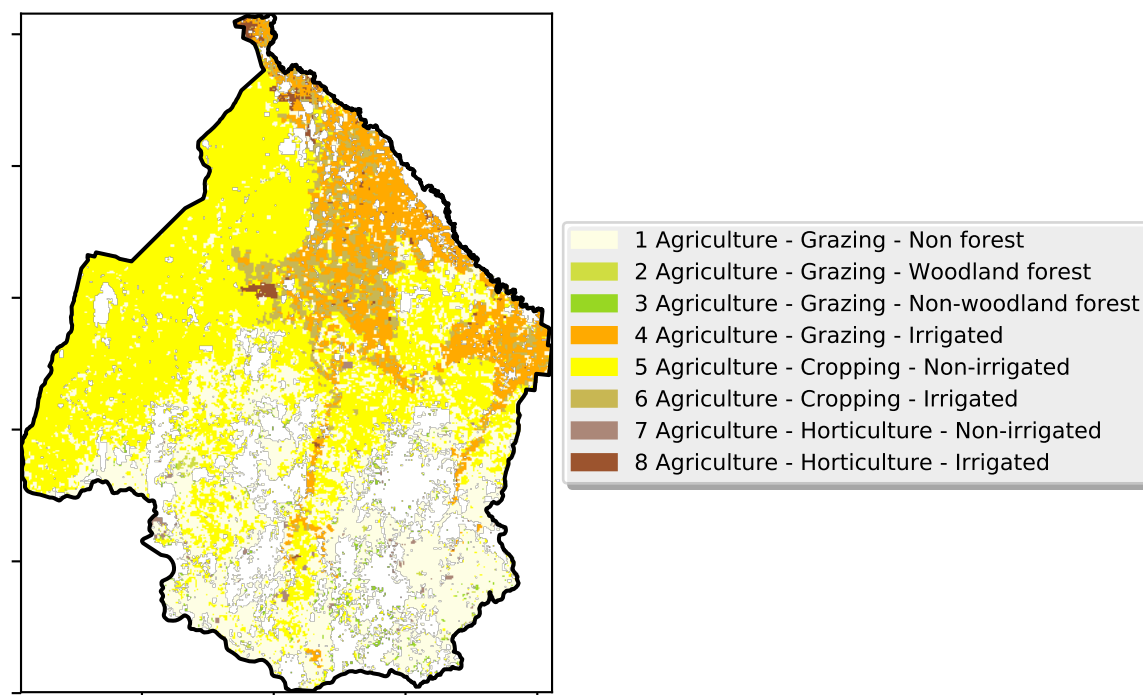 1 Agriculture - Grazing - Non forest
2 Agriculture - Grazing - Woodland forest
3 Agriculture - Grazing - Non-woodland forest
4 Agriculture - Grazing - Irrigated
5 Agriculture - Cropping - Non-irrigated
6 Agriculture - Cropping - Irrigated
7 Agriculture - Horticulture - Non-irrigated
8 Agriculture - Horticulture - Irrigated